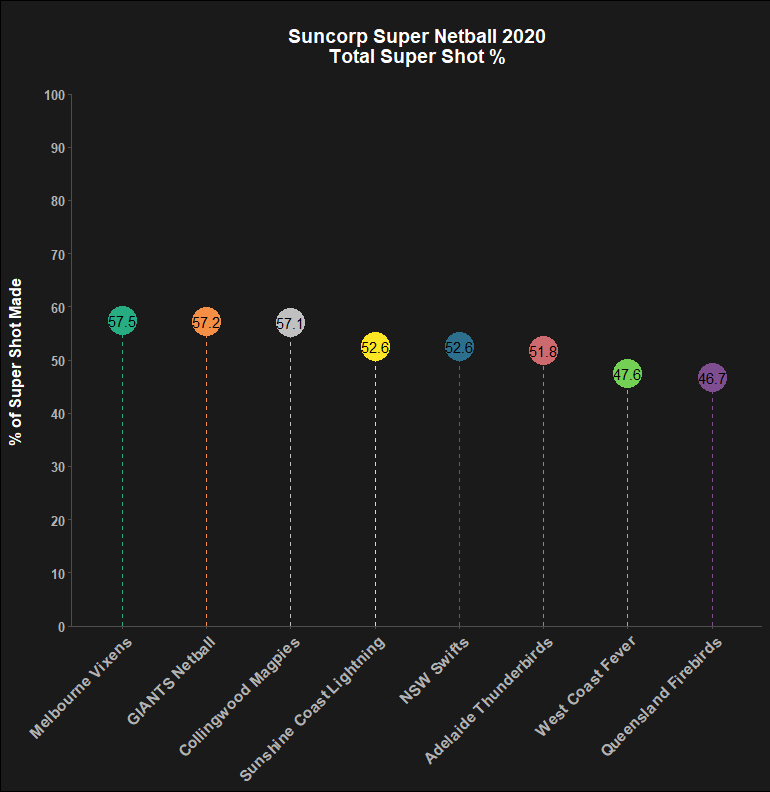 Suncorp Super Netball 2020
Total Super Shot %
% of Super Shot Made
100
90
80
70
60
50
40
30
20
10
0
57.5
57.2
57.1
52.6
52.6
51.8
47.6
46.7
Melbourne Vixens
GIANTS Netball
Collingwood Magpies
Sunshine Coast Lightning
NSW Swiffts
Adelaide Thunderbirds
West Coast Fever
Queensland Firebirds